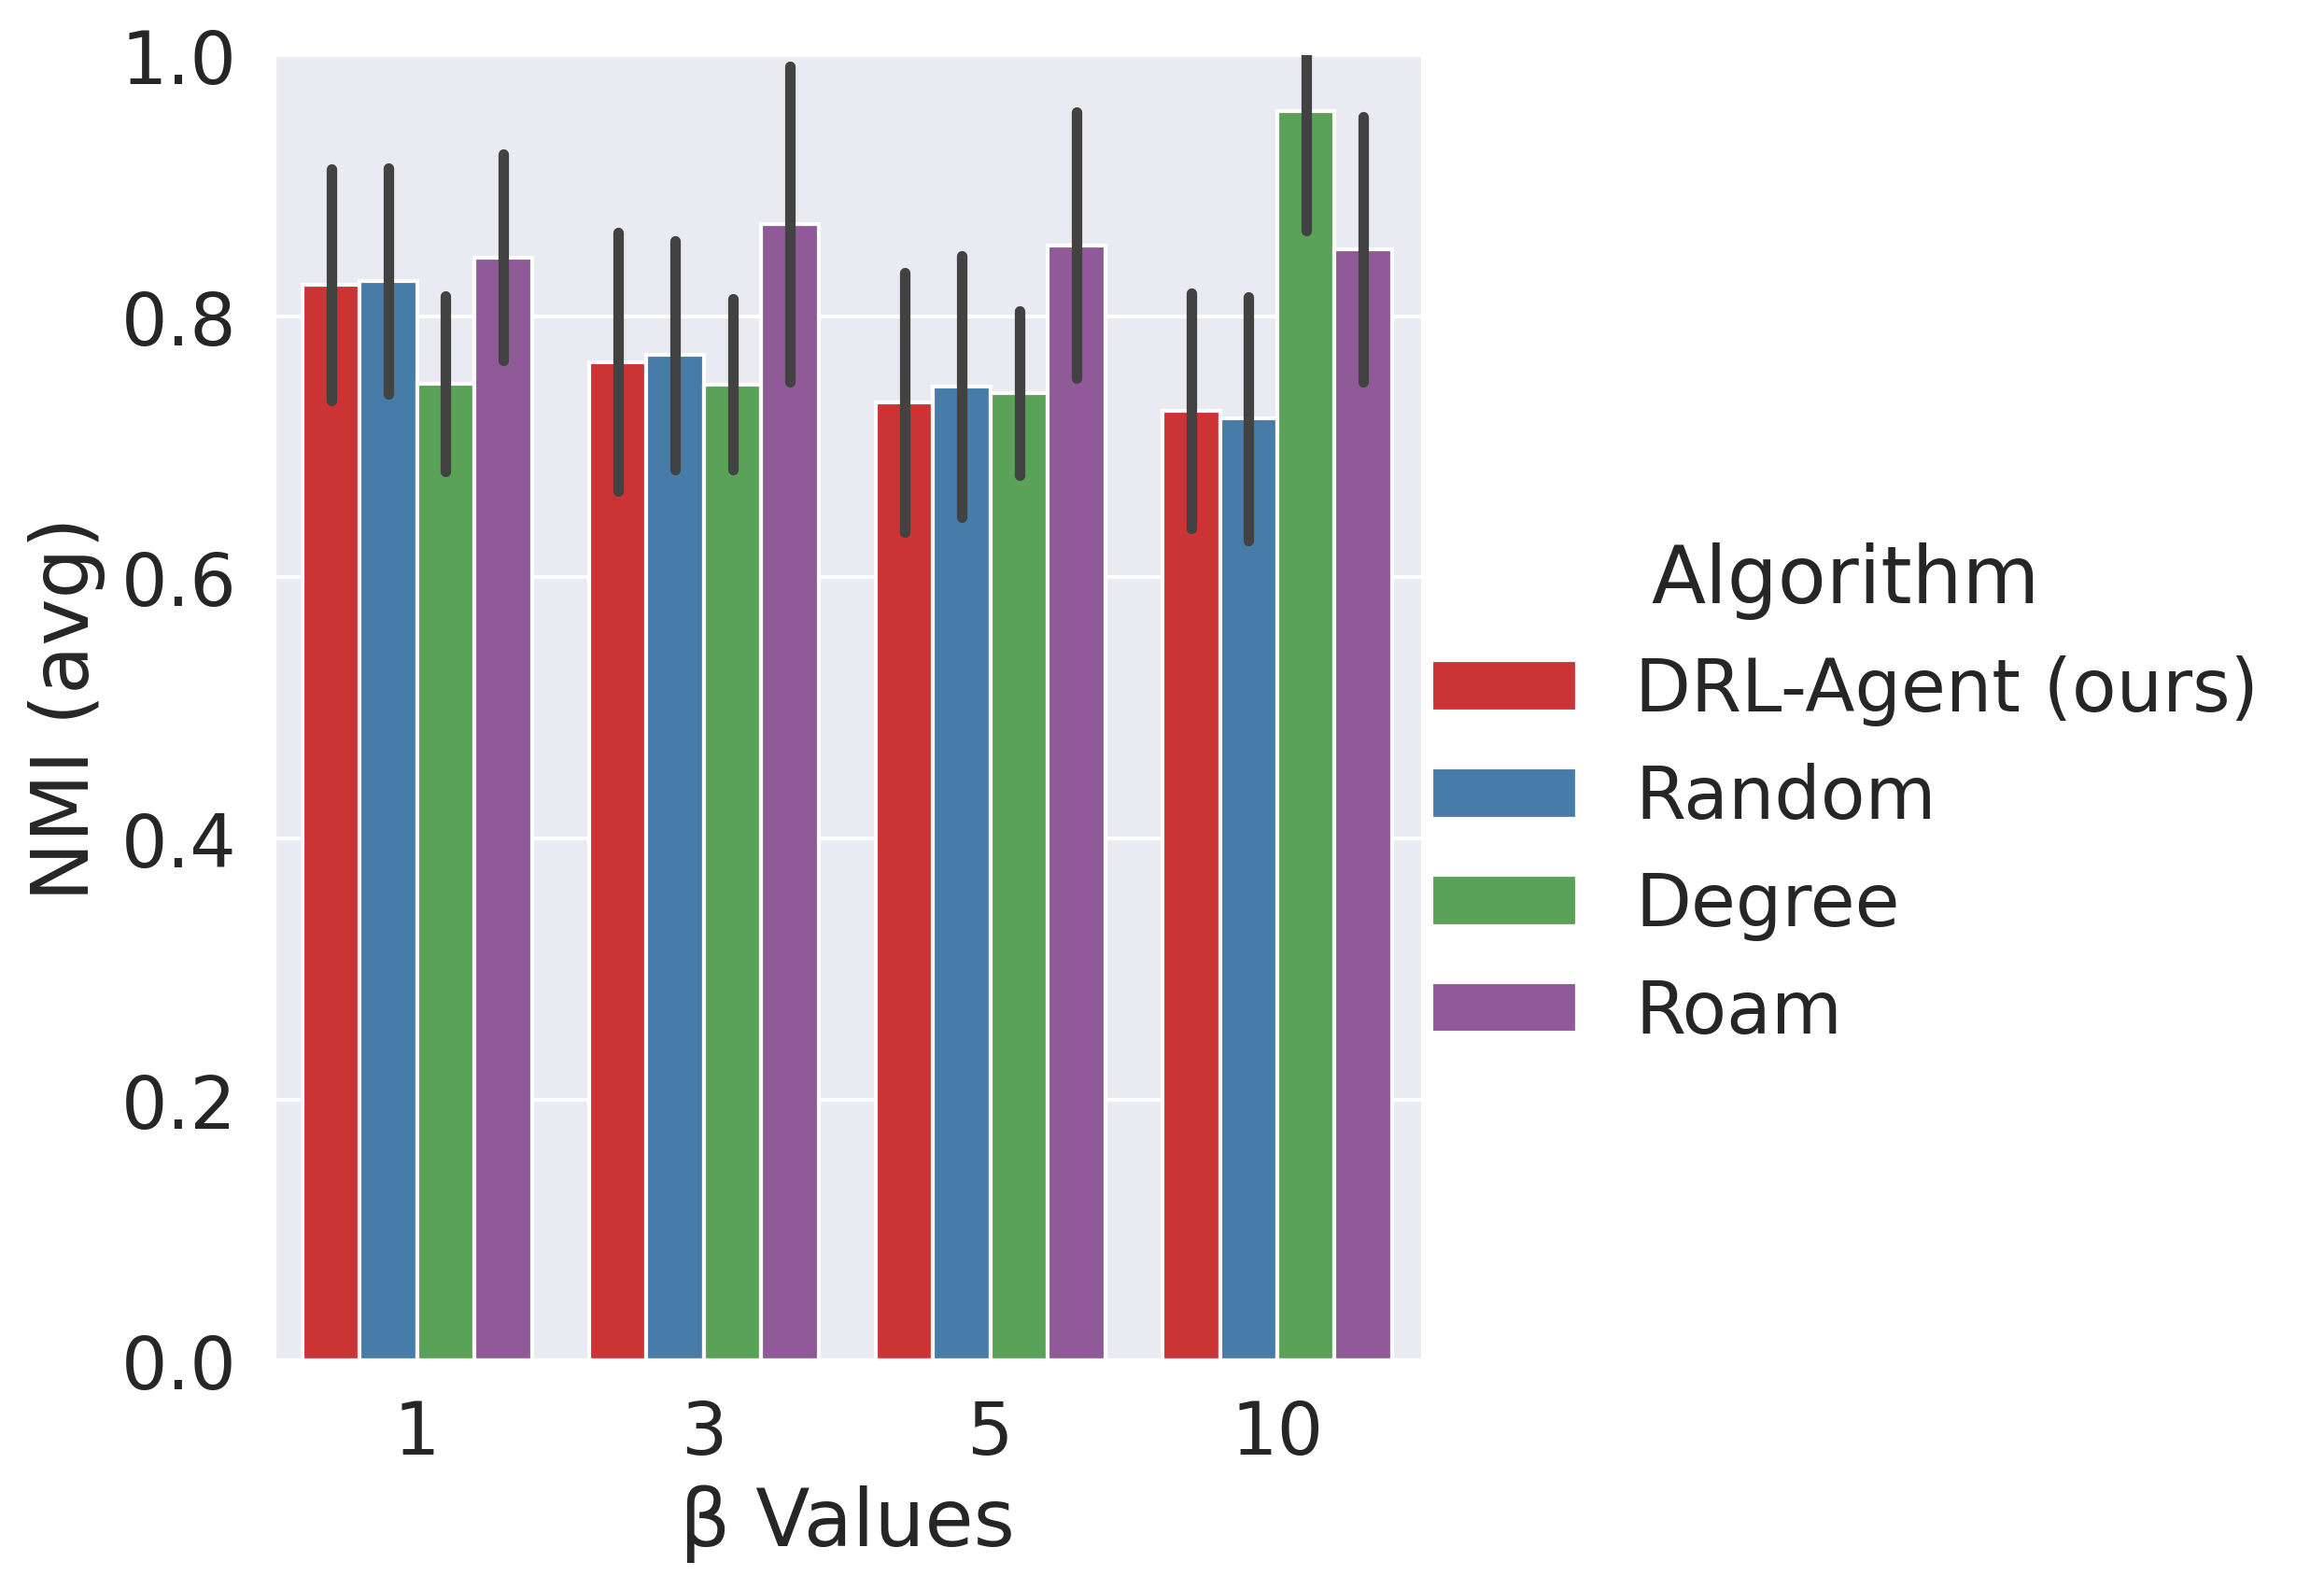 1.0
0.8
0.6
0.4
0.2
0.0
NMI (avg)
1 3 5 10
β Values
Algorithm
DRL-Agent (ours)
Random
Degree
Roam